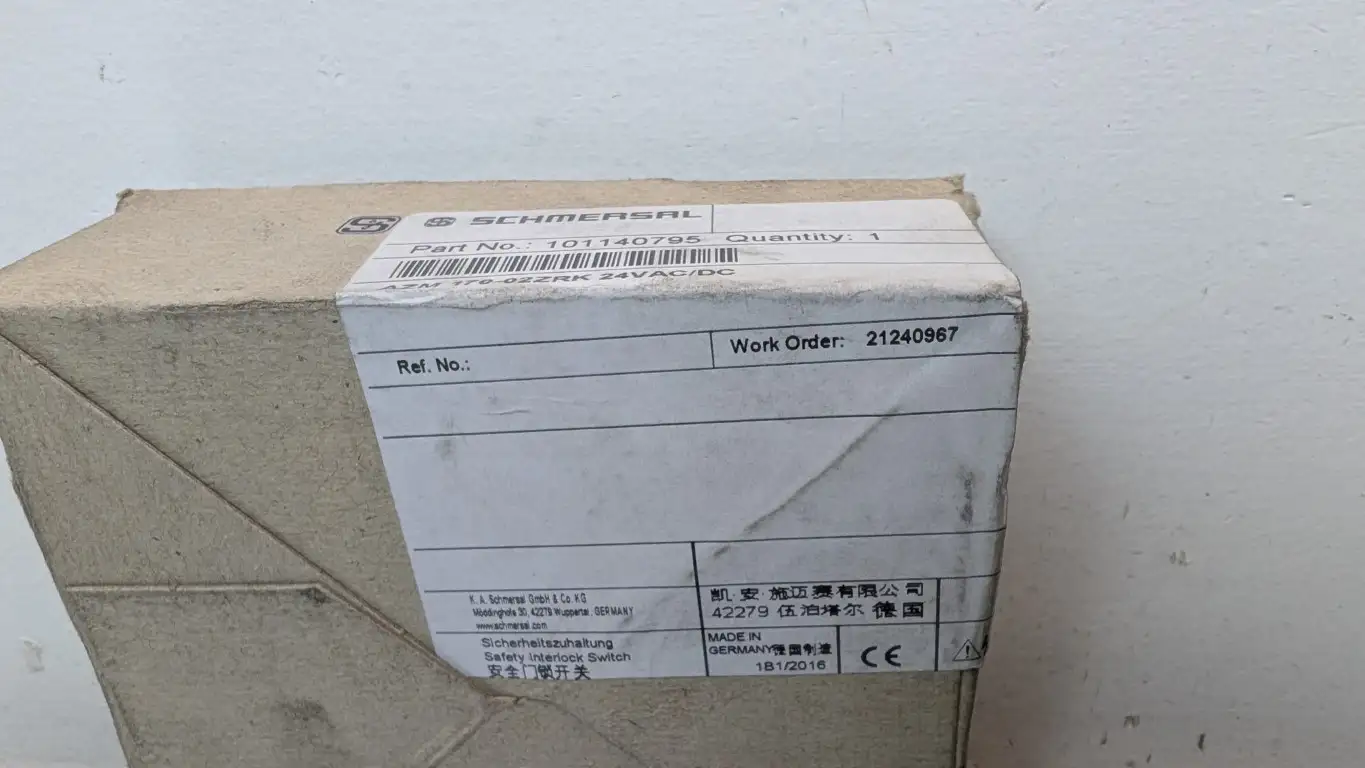 SCHMERSAL
Part No.: 101140795 Quantity: 1
AZM 170-02ZRK 24VAC/DC
Ref. No.:
Work Order: 21240967
K. A. Schmersal GmbH & Co. KG
Möddinghofe 30, 42279 Wuppertal, GERMANY
www.schmersal.com
凯·安·施迈赛有限公司
42279 伍泊塔尔 德国
Sicherheitszuhaltung
Safety Interlock Switch
安全门锁开关
MADE IN
GERMANY德国制造
1B1/2016
CE